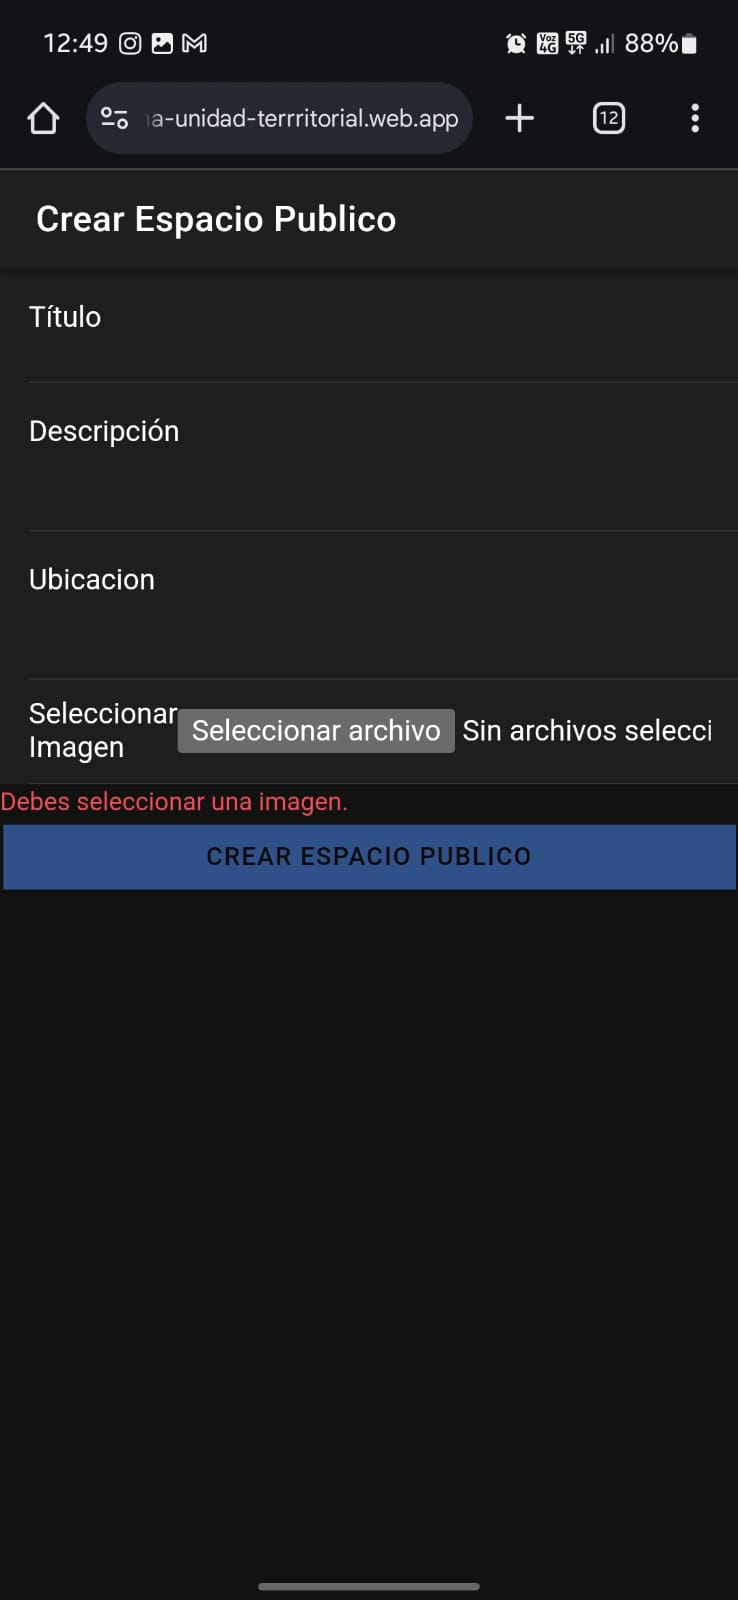 12:49 88%
a-unidad-terrritorial.web.app 12
Crear Espacio Publico
Título
Descripción
Ubicacion
Seleccionar
Imagen
Seleccionar archivo Sin archivos selecci
Debes seleccionar una imagen.
CREAR ESPACIO PUBLICO